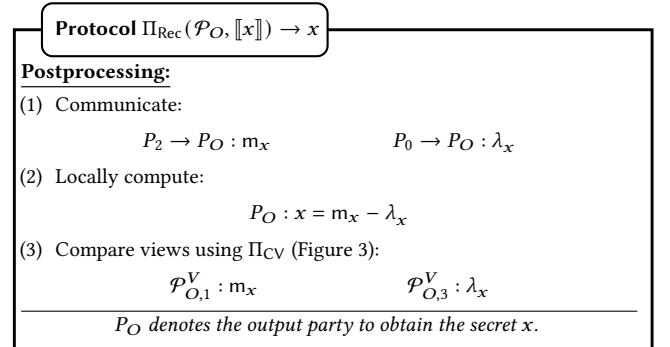 Protocol Π_Rec(𝒫_O, ⟦x⟧) → x
Postprocessing:
(1) Communicate:
P_2 → P_O : m_x P_0 → P_O : λ_x
(2) Locally compute:
P_O : x = m_x − λ_x
(3) Compare views using Π_CV (Figure 3):
𝒫^V_{O,1} : m_x 𝒫^V_{O,3} : λ_x
P_O denotes the output party to obtain the secret x.